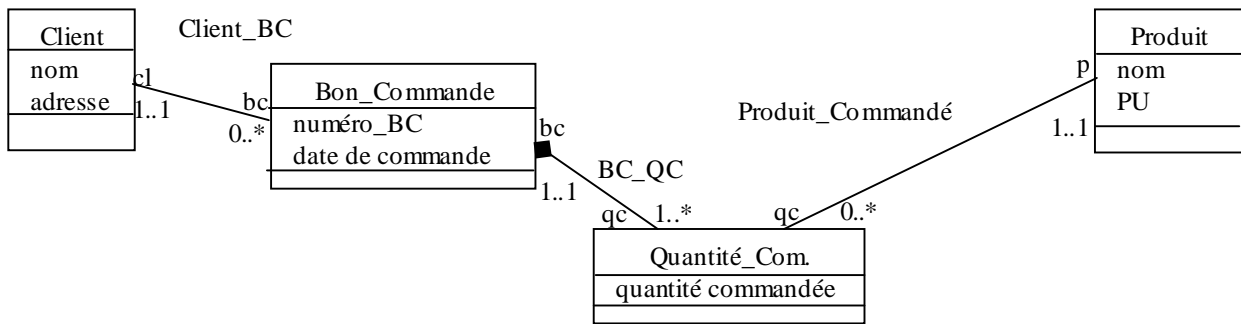 Client
nom
adresse
Client_BC
cl
1..1
bc
0..*
Bon_Commande
numéro_BC
date de commande
bc
1..1
BC_QC
qc
1..*
Quantité_Com.
quantité commandée
qc
0..*
Produit_Commandé
p
1..1
Produit
nom
PU